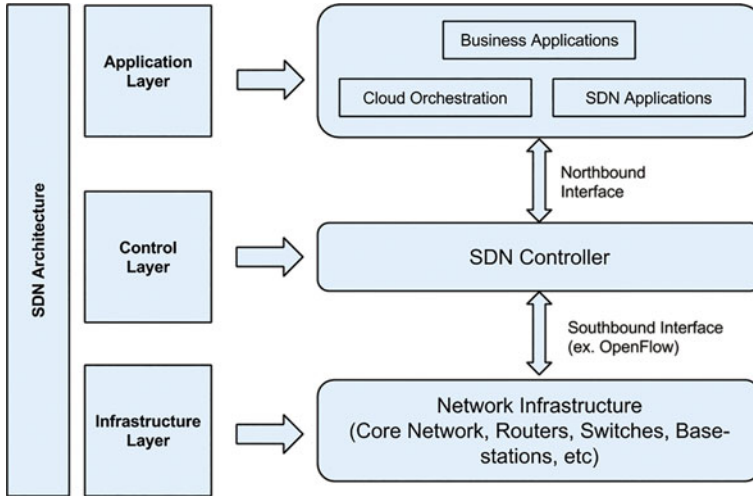 SDN Architecture
Application
Layer
Business Applications
Cloud Orchestration
SDN Applications
Northbound
Interface
Control
Layer
SDN Controller
Southbound Interface
(ex. OpenFlow)
Infrastructure
Layer
Network Infrastructure
(Core Network, Routers, Switches, Base-
stations, etc)